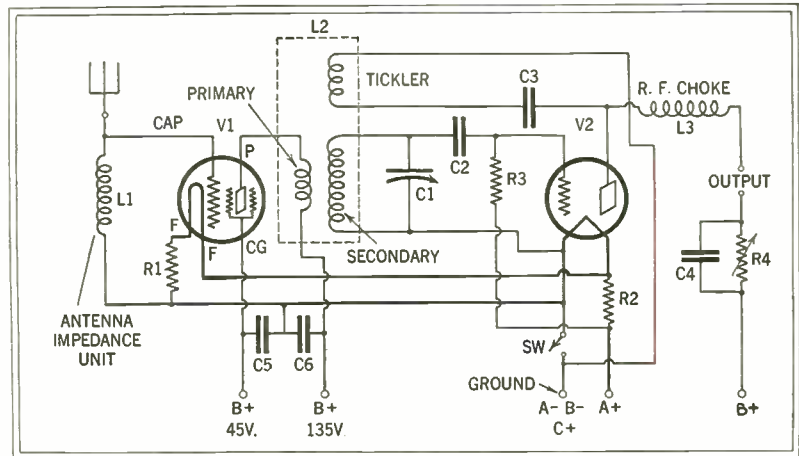 L2
TICKLER
C3
R. F. CHOKE
L3
PRIMARY
CAP
V1
P
C2
V2
L1
C1
R3
OUTPUT
F
F
CG
SECONDARY
R1
C4
R4
R2
ANTENNA
IMPEDANCE
UNIT
C5
C6
SW
GROUND
B+
45V.
B+
135V.
A- B-
C+
A+
B+